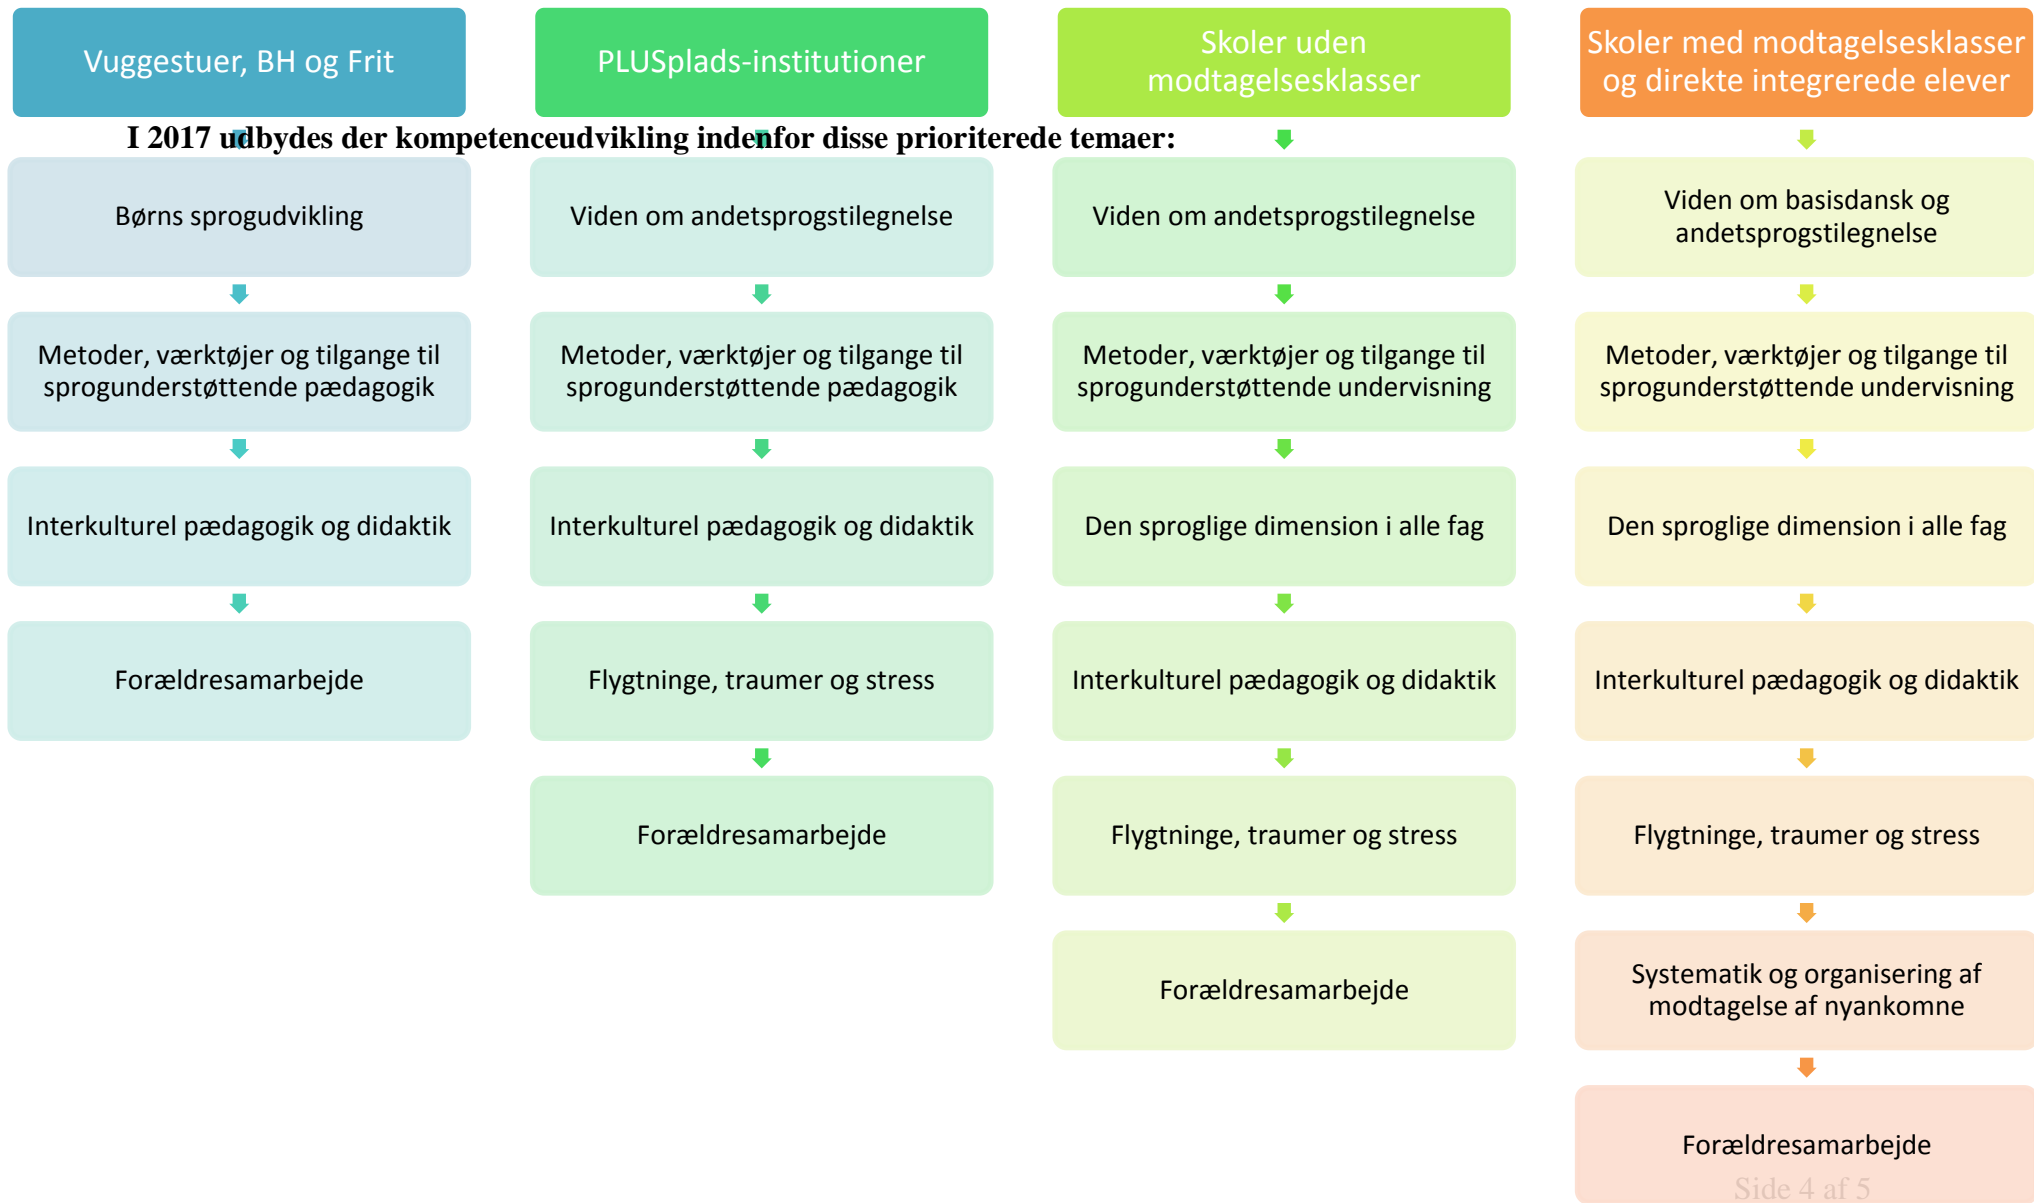 Vuggestuer, BH og Frit
PLUSplads-institutioner
Skoler uden
modtagelsesklasser
Skoler med modtagelsesklasser
og direkte integrerede elever
I 2017 udbydes der kompetenceudvikling indenfor disse prioriterede temaer:
Børns sprogudvikling
Metoder, værktøjer og tilgange til
sprogunderstøttende pædagogik
Interkulturel pædagogik og didaktik
Forældresamarbejde
Viden om andetsprogstilegnelse
Metoder, værktøjer og tilgange til
sprogunderstøttende pædagogik
Interkulturel pædagogik og didaktik
Flygtninge, traumer og stress
Forældresamarbejde
Viden om andetsprogstilegnelse
Metoder, værktøjer og tilgange til
sprogunderstøttende undervisning
Den sproglige dimension i alle fag
Interkulturel pædagogik og didaktik
Flygtninge, traumer og stress
Forældresamarbejde
Viden om basisdansk og
andetsprogstilegnelse
Metoder, værktøjer og tilgange til
sprogunderstøttende undervisning
Den sproglige dimension i alle fag
Interkulturel pædagogik og didaktik
Flygtninge, traumer og stress
Systematik og organisering af
modtagelse af nyankomne
Forældresamarbejde
Side 4 af 5